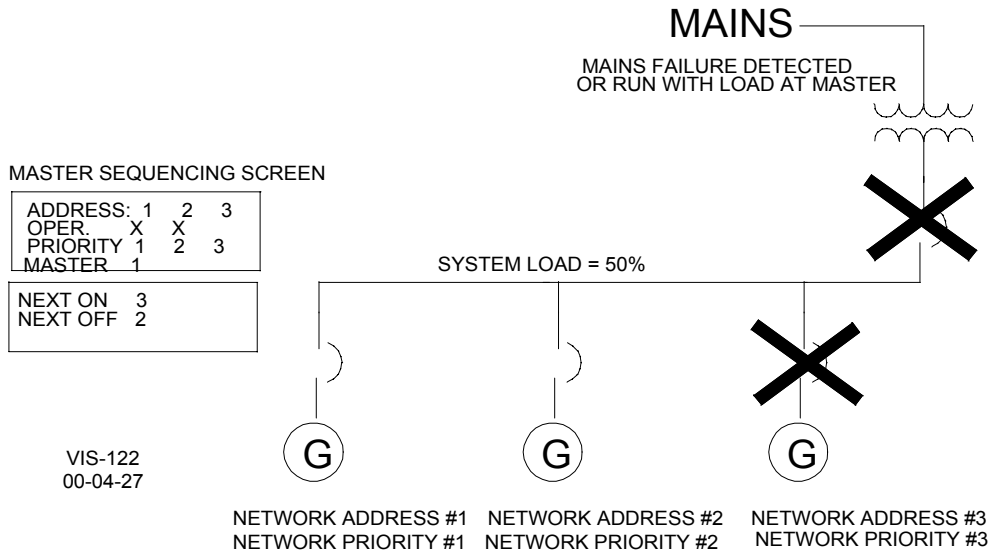 MAINS
MAINS FAILURE DETECTED
OR RUN WITH LOAD AT MASTER
MASTER SEQUENCING SCREEN
ADDRESS: 1 2 3
OPER. X X
PRIORITY 1 2 3
MASTER 1
SYSTEM LOAD = 50%
NEXT ON 3
NEXT OFF 2
G G G
VIS-122
00-04-27
NETWORK ADDRESS #1 NETWORK ADDRESS #2 NETWORK ADDRESS #3
NETWORK PRIORITY #1 NETWORK PRIORITY #2 NETWORK PRIORITY #3